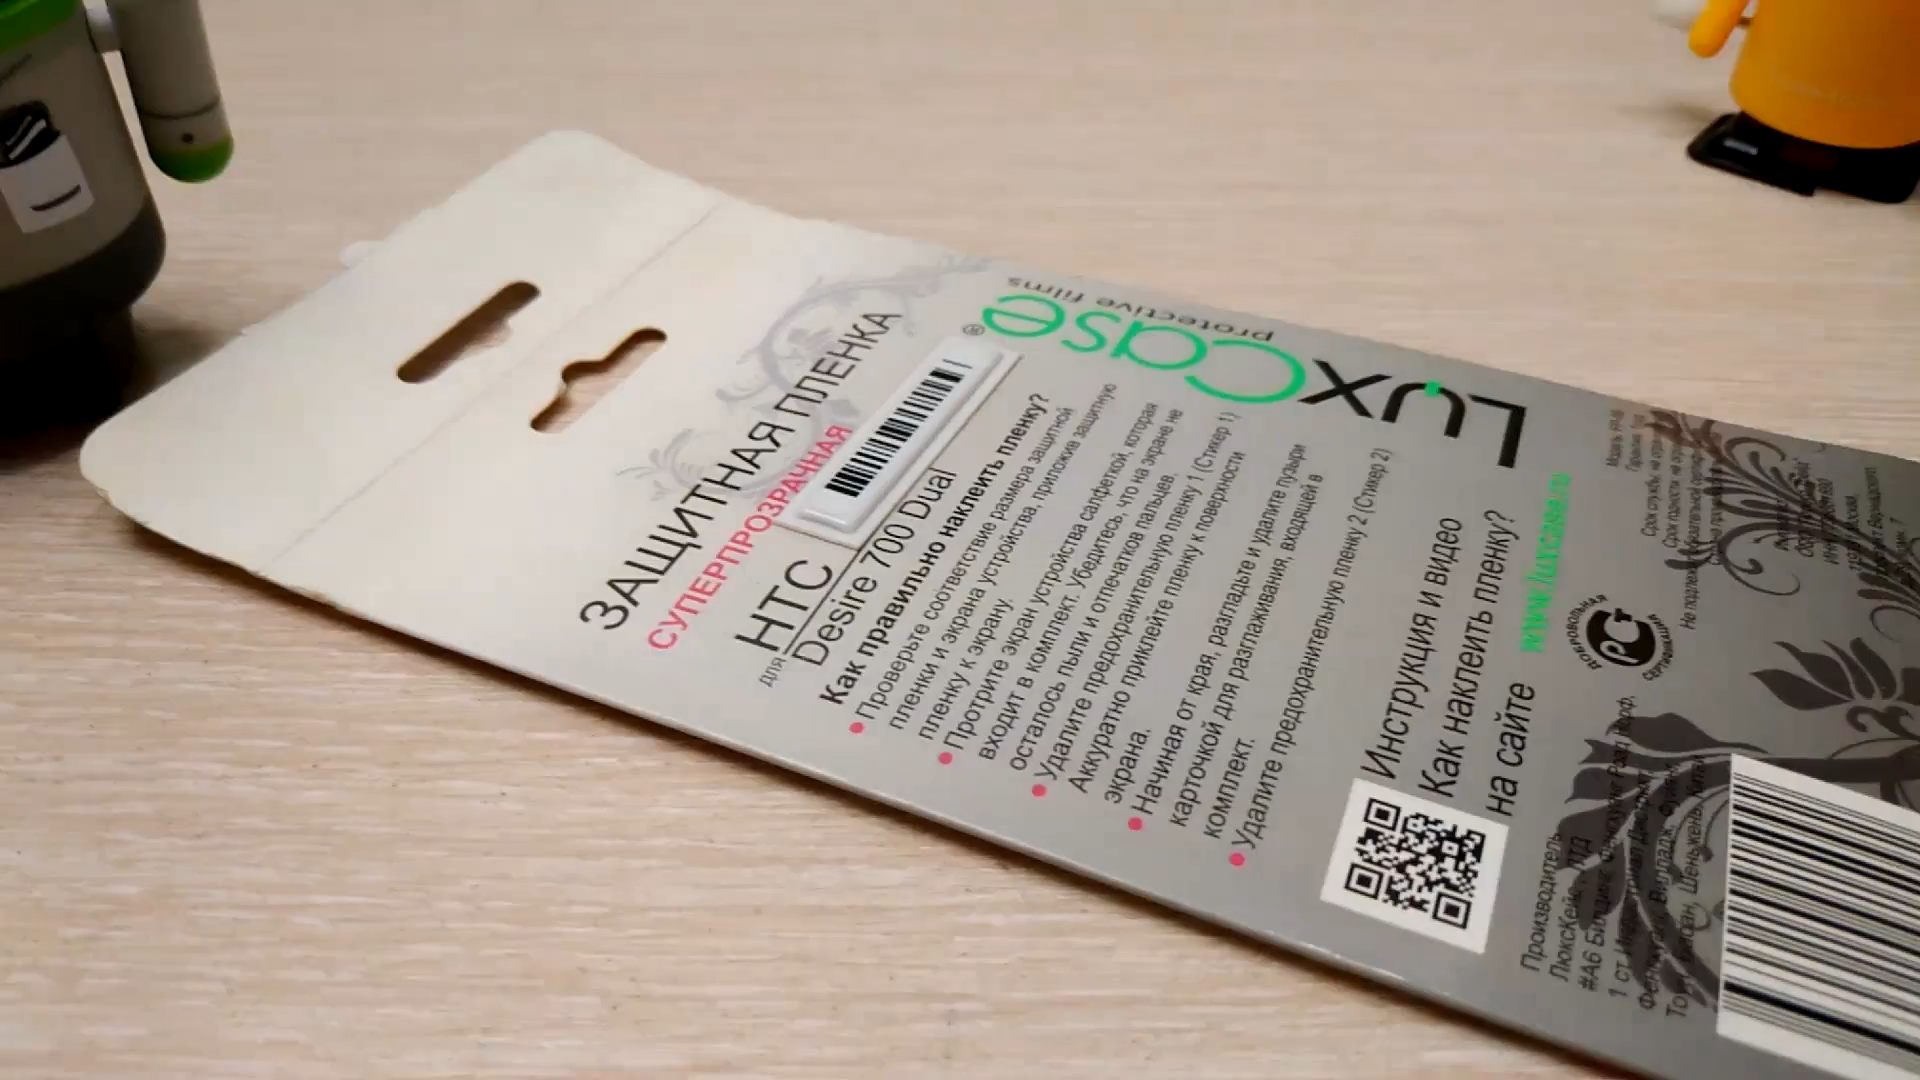 ЗАЩИТНАЯ ПЛЕНКА
СУПЕРПРОЗРАЧНАЯ
для HTC
Desire 700 Dual
Как правильно наклеить пленку?
• Проверьте соответствие размера защитной
пленки и экрана устройства, приложив защитную
пленку к экрану.
• Протрите экран устройства салфеткой, которая
входит в комплект. Убедитесь, что на экране не
осталось пыли и отпечатков пальцев.
• Удалите предохранительную пленку 1 (Стикер 1)
Аккуратно приклейте пленку к поверхности
экрана.
• Начиная от края, разгладьте и удалите пузыри
карточкой для разглаживания, входящей в
комплект.
• Удалите предохранительную пленку 2 (Стикер 2)
Инструкция и видео
Как наклеить пленку?
на сайте www.luxcase.ru
LuxCase®
protective films
ДОБРОВОЛЬНАЯ
РСТ
СЕРТИФИКАЦИЯ
Производитель
#A6